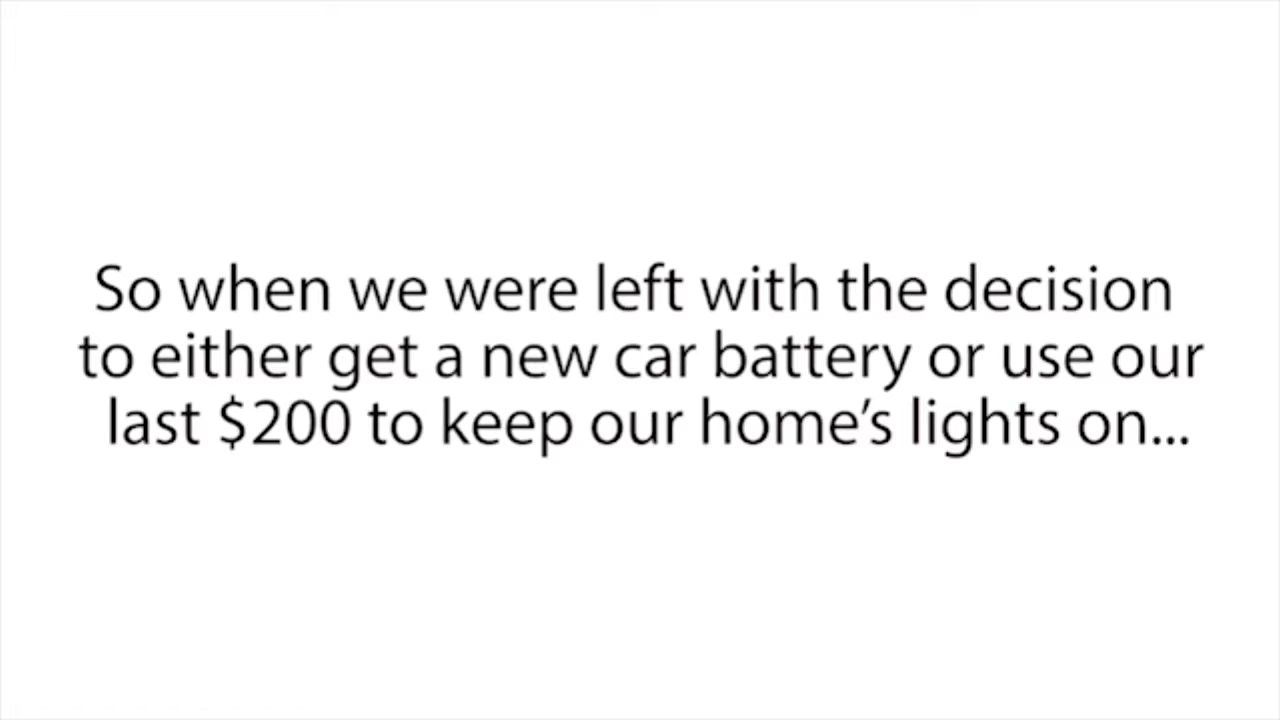 So when we were left with the decision
to either get a new car battery or use our
last $200 to keep our home’s lights on...